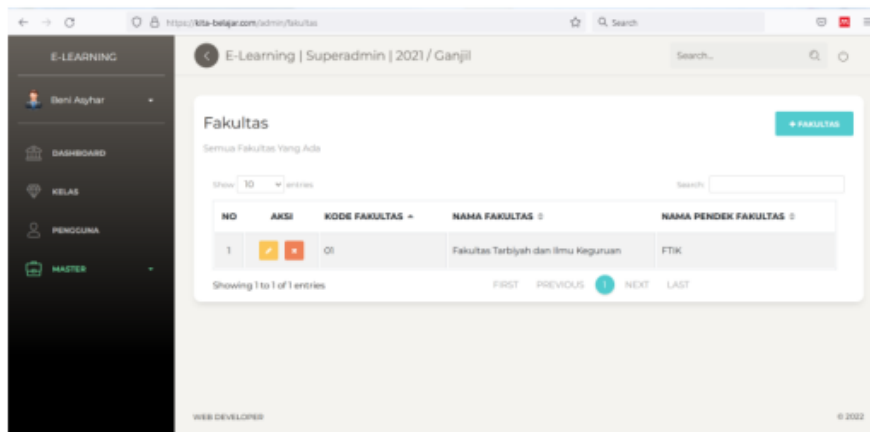 https://kita-belajar.com/admin/fakultas
Search
E-LEARNING
E-Learning | Superadmin | 2021 / Ganjil
Search...
Beni Asyhar
Fakultas
+ FAKULTAS
Semua Fakultas Yang Ada
DASHBOARD
Show 10 entries
Search:
KELAS
NO AKSI KODE FAKULTAS NAMA FAKULTAS NAMA PENDEK FAKULTAS
PENGGUNA
1 01 Fakultas Tarbiyah dan Ilmu Keguruan FTIK
MASTER
Showing 1 to 1 of 1 entries
FIRST PREVIOUS 1 NEXT LAST
WEB DEVELOPER
© 2022